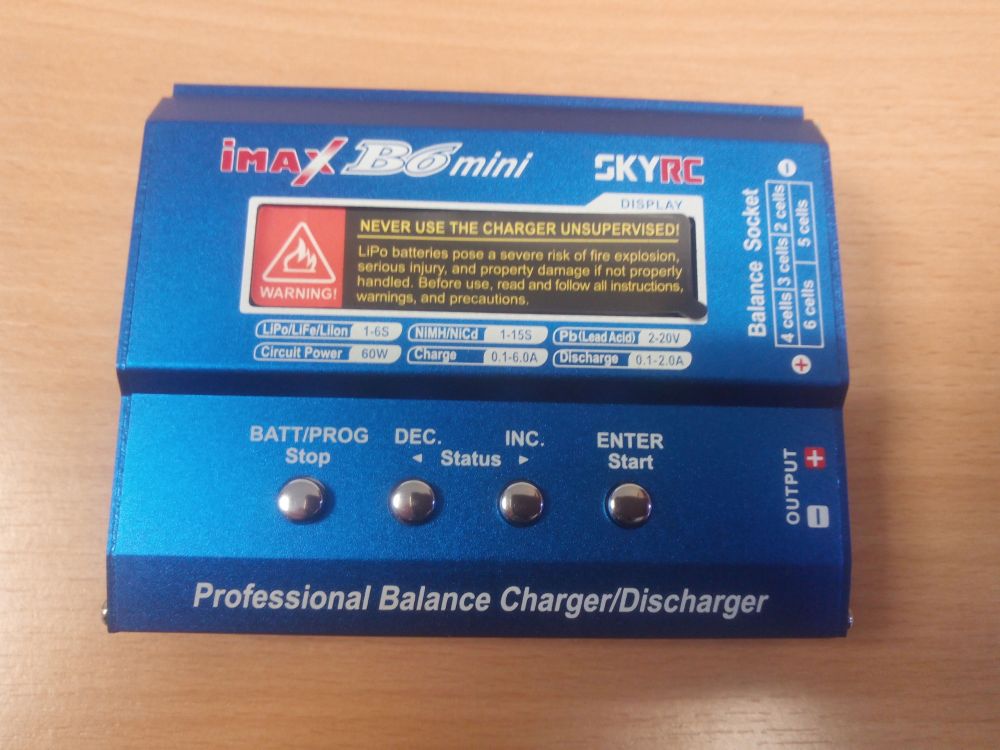 imax B6 mini
SKYRC
DISPLAY
WARNING!
NEVER USE THE CHARGER UNSUPERVISED!
LiPo batteries pose a severe risk of fire explosion,
serious injury, and property damage if not properly
handled. Before use, read and follow all instructions,
warnings, and precautions.
LiPo/LiFe/LiIon 1-6S
NiMH/NiCd 1-15S
Pb(Lead Acid) 2-20V
Circuit Power 60W
Charge 0.1-6.0A
Discharge 0.1-2.0A
Balance Socket
4 cells 3 cells 2 cells
6 cells 5 cells
BATT/PROG
Stop
DEC.
INC.
◄ Status ►
ENTER
Start
OUTPUT
Professional Balance Charger/Discharger